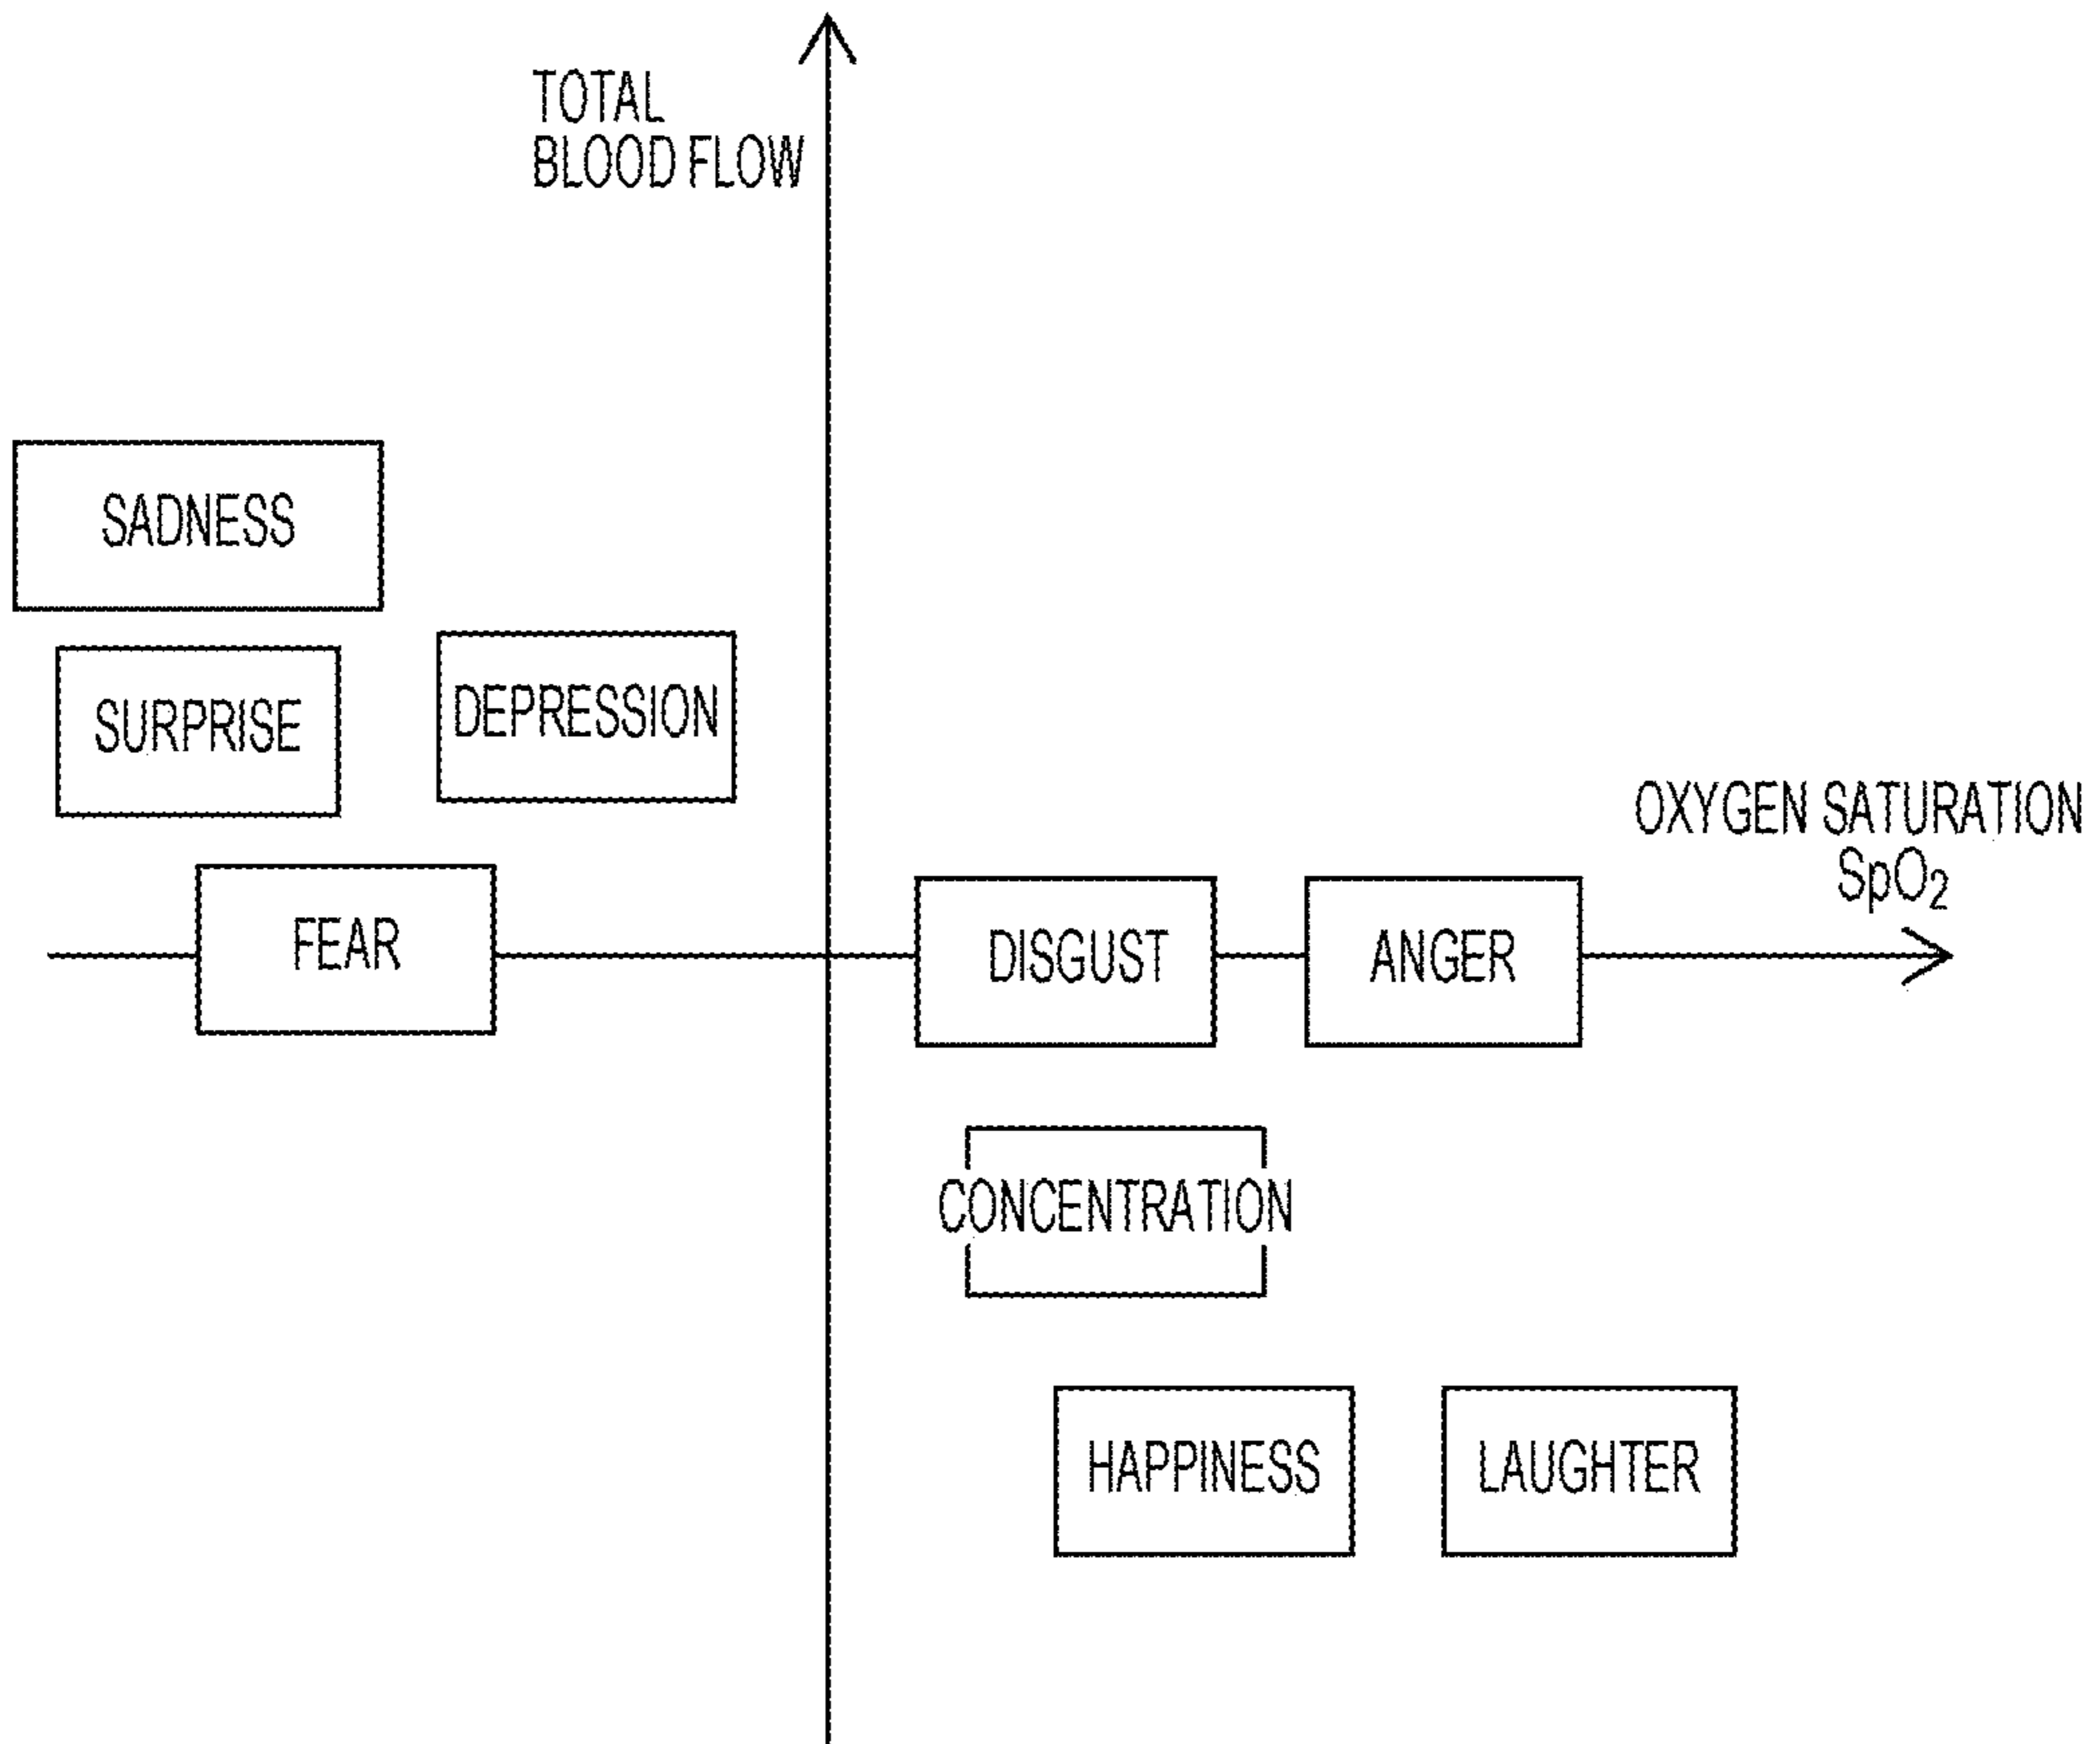 TOTAL
BLOOD FLOW
SADNESS
SURPRISE
DEPRESSION
OXYGEN SATURATION
SpO₂
FEAR
DISGUST
ANGER
CONCENTRATION
HAPPINESS
LAUGHTER